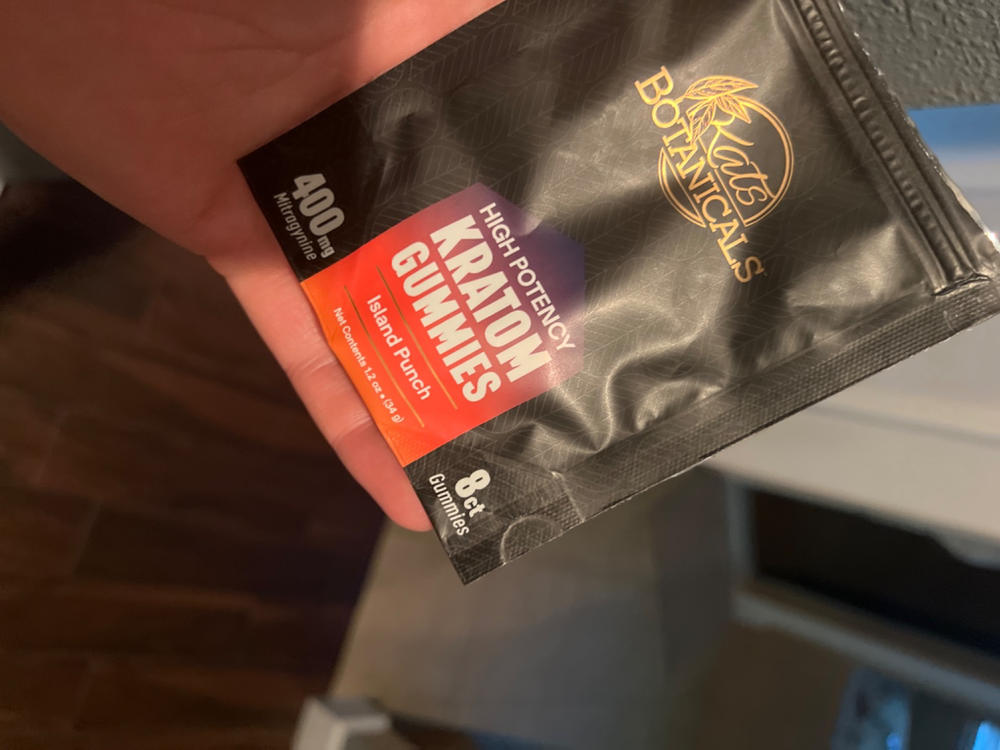 Kats
BOTANICALS
HIGH POTENCY
KRATOM
GUMMIES
Island Punch
Net Contents 1.2 oz • (34 g)
400mg
Mitragynine
8ct
Gummies